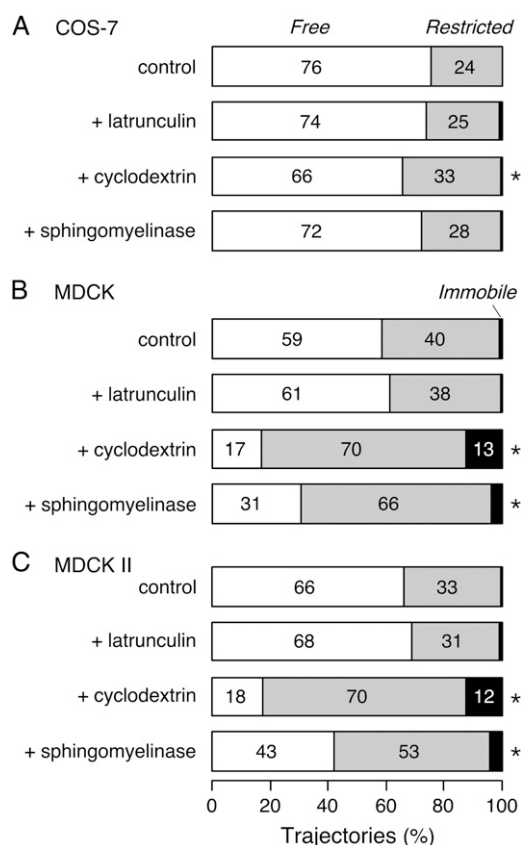 A COS-7 Free Restricted
control 76 24
+ latrunculin 74 25
+ cyclodextrin 66 33 *
+ sphingomyelinase 72 28
B MDCK Immobile
control 59 40
+ latrunculin 61 38
+ cyclodextrin 17 70 13 *
+ sphingomyelinase 31 66 *
C MDCK II
control 66 33
+ latrunculin 68 31
+ cyclodextrin 18 70 12 *
+ sphingomyelinase 43 53 *
0 20 40 60 80 100
Trajectories (%)